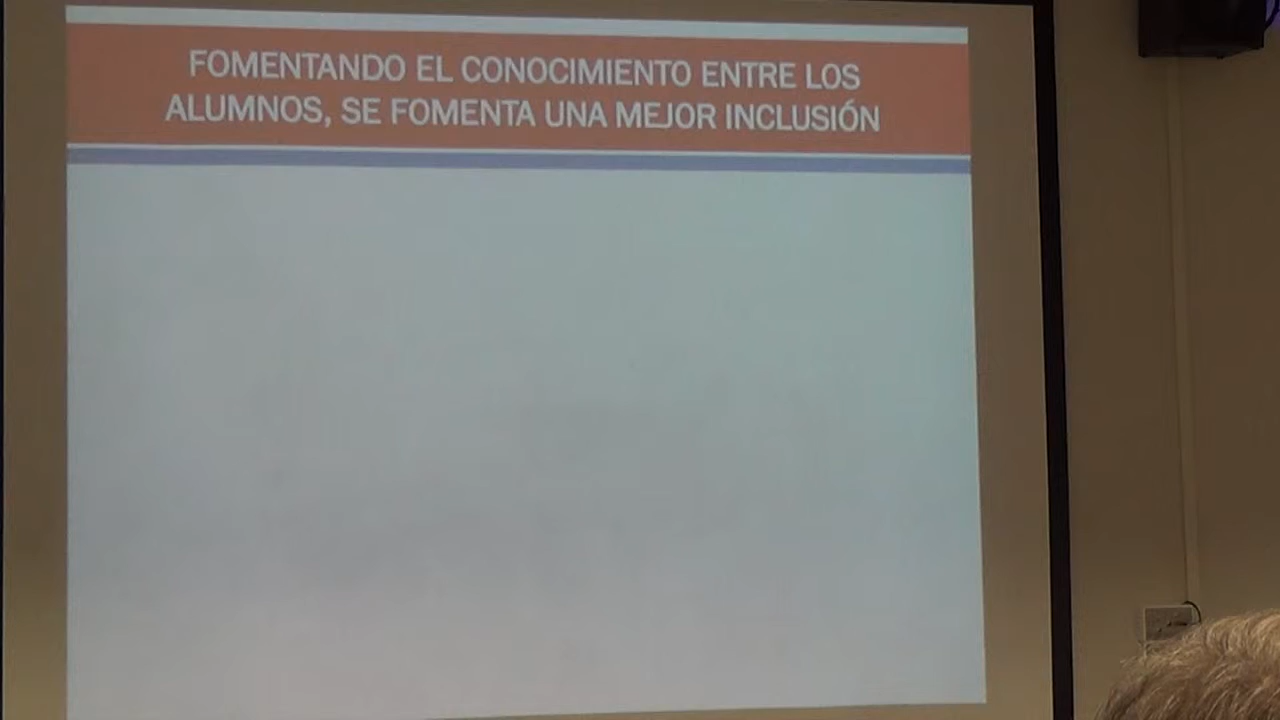 FOMENTANDO EL CONOCIMIENTO ENTRE LOS
ALUMNOS, SE FOMENTA UNA MEJOR INCLUSIÓN